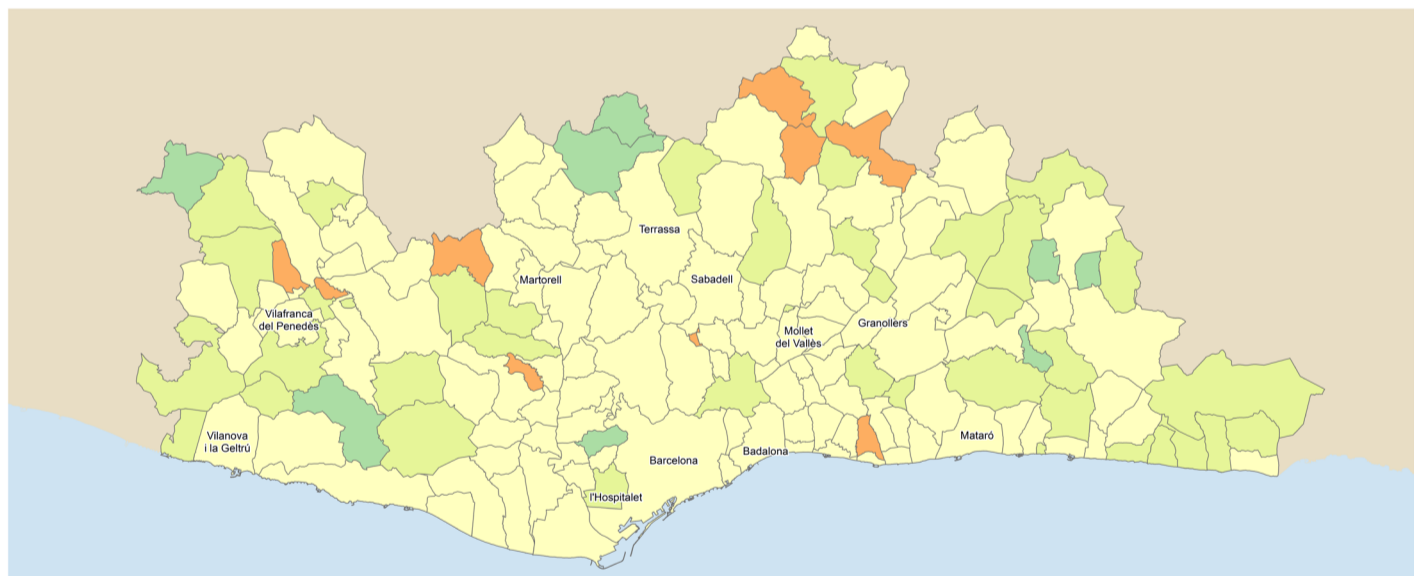 Terrassa
Martorell
Sabadell
Vilafranca
del Penedès
Mollet
del Vallès
Granollers
Vilanova
i la Geltrú
Mataró
Badalona
Barcelona
l'Hospitalet